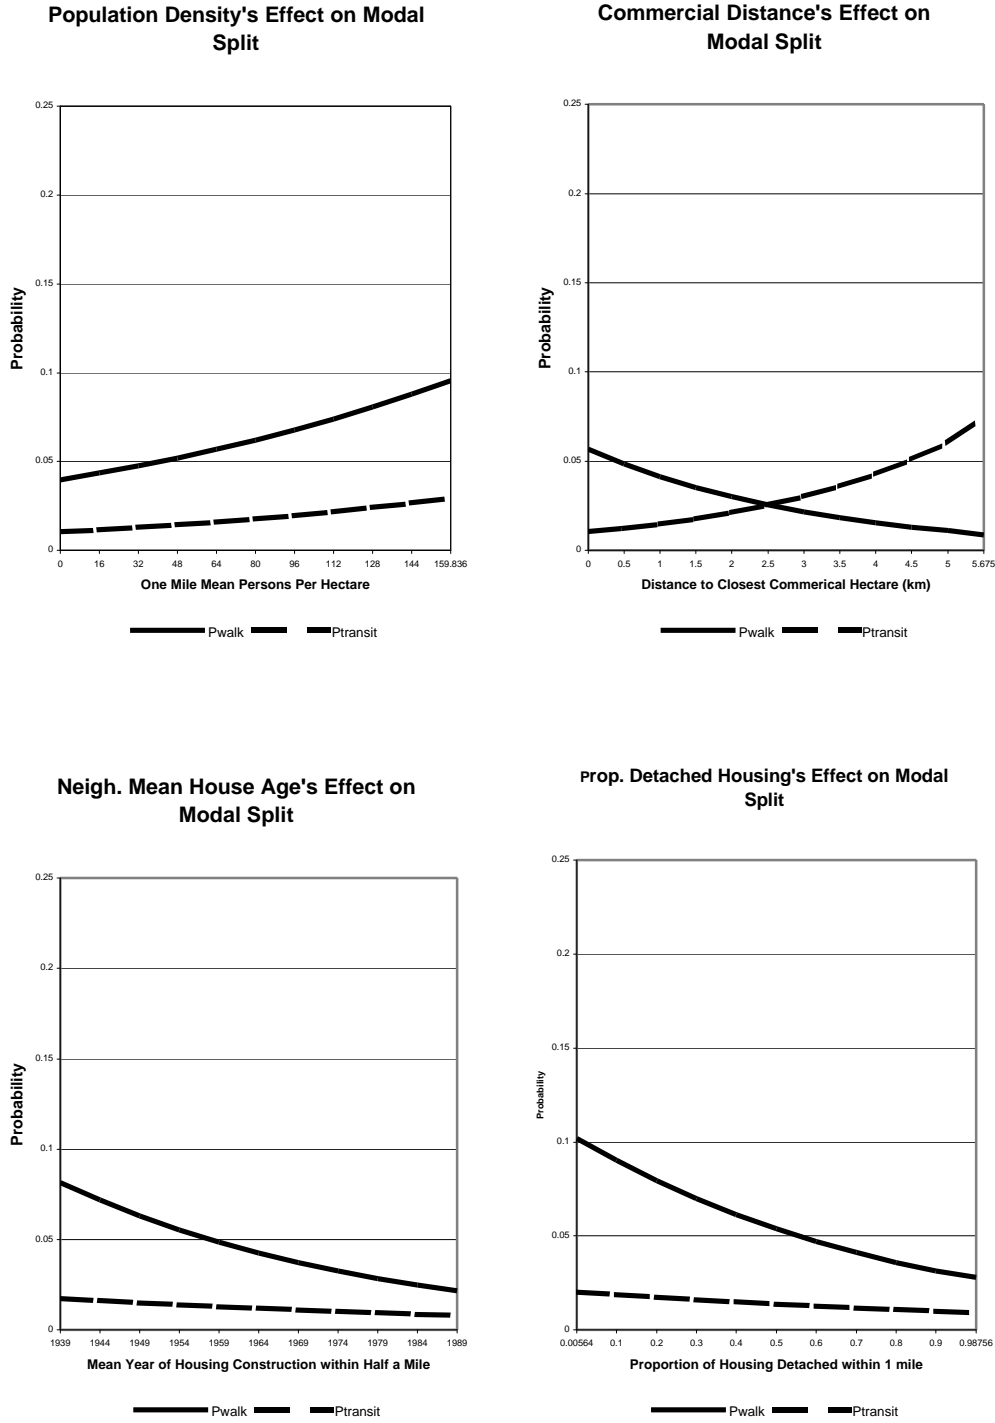 Population Density's Effect on Modal
Split
0.25
0.2
0.15
0.1
0.05
0
Probability
0 16 32 48 64 80 96 112 128 144 159.836
One Mile Mean Persons Per Hectare
Pwalk Ptransit
Commercial Distance's Effect on
Modal Split
0.25
0.2
0.15
0.1
0.05
0
Probability
0 0.5 1 1.5 2 2.5 3 3.5 4 4.5 5 5.675
Distance to Closest Commerical Hectare (km)
Pwalk Ptransit
Neigh. Mean House Age's Effect on
Modal Split
0.25
0.2
0.15
0.1
0.05
0
Probability
1939 1944 1949 1954 1959 1964 1969 1974 1979 1984 1989
Mean Year of Housing Construction within Half a Mile
Pwalk Ptransit
Prop. Detached Housing's Effect on Modal
Split
0.25
0.2
0.15
0.1
0.05
0
Probability
0.00564 0.1 0.2 0.3 0.4 0.5 0.6 0.7 0.8 0.9 0.98756
Proportion of Housing Detached within 1 mile
Pwalk Ptransit